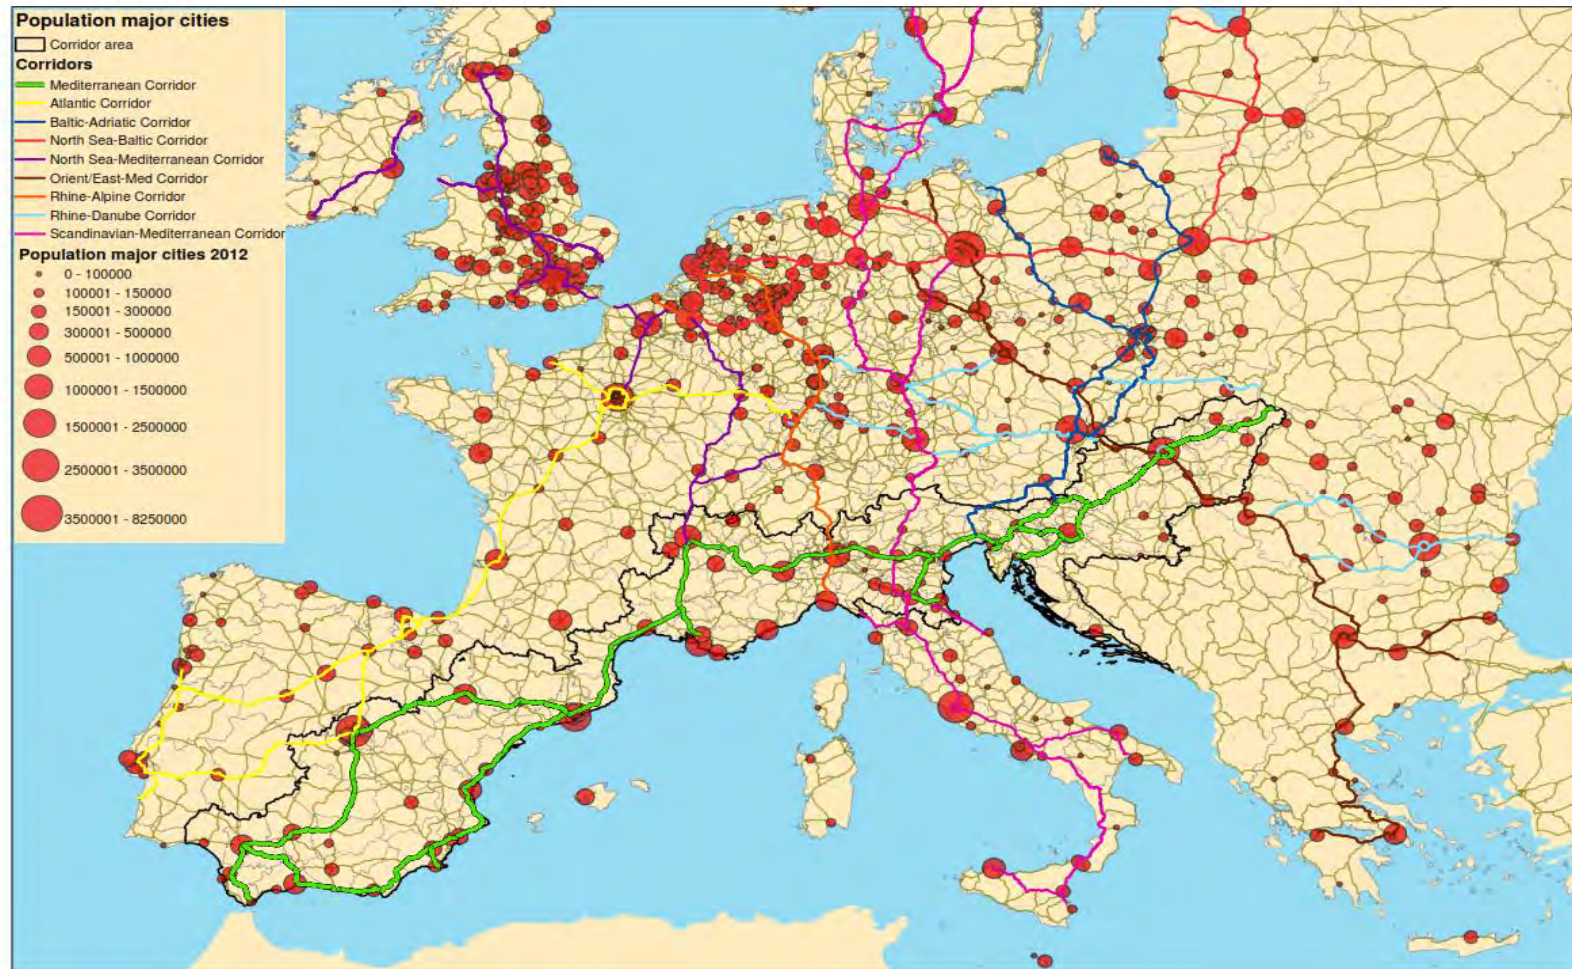 Population major cities
Corridor area
Corridors
Mediterranean Corridor
Atlantic Corridor
Baltic-Adriatic Corridor
North Sea-Baltic Corridor
North Sea-Mediterranean Corridor
Orient/East-Med Corridor
Rhine-Alpine Corridor
Rhine-Danube Corridor
Scandinavian-Mediterranean Corridor
Population major cities 2012
0 - 100000
100001 - 150000
150001 - 300000
300001 - 500000
500001 - 1000000
1000001 - 1500000
1500001 - 2500000
2500001 - 3500000
3500001 - 8250000